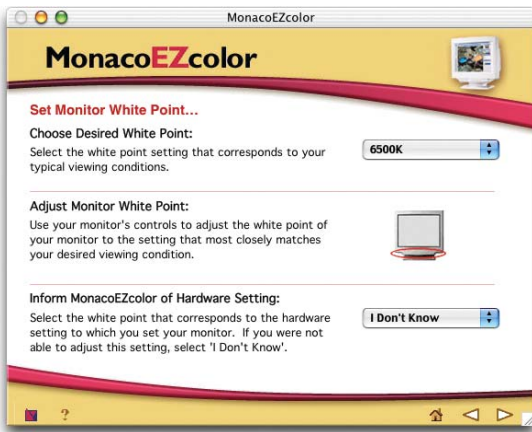 MonacoEZcolor
MonacoEZcolor
Set Monitor White Point...
Choose Desired White Point:
Select the white point setting that corresponds to your
typical viewing conditions.
6500K
Adjust Monitor White Point:
Use your monitor's controls to adjust the white point of
your monitor to the setting that most closely matches
your desired viewing condition.
Inform MonacoEZcolor of Hardware Setting:
Select the white point that corresponds to the hardware
setting to which you set your monitor. If you were not
able to adjust this setting, select 'I Don't Know'.
I Don't Know
?